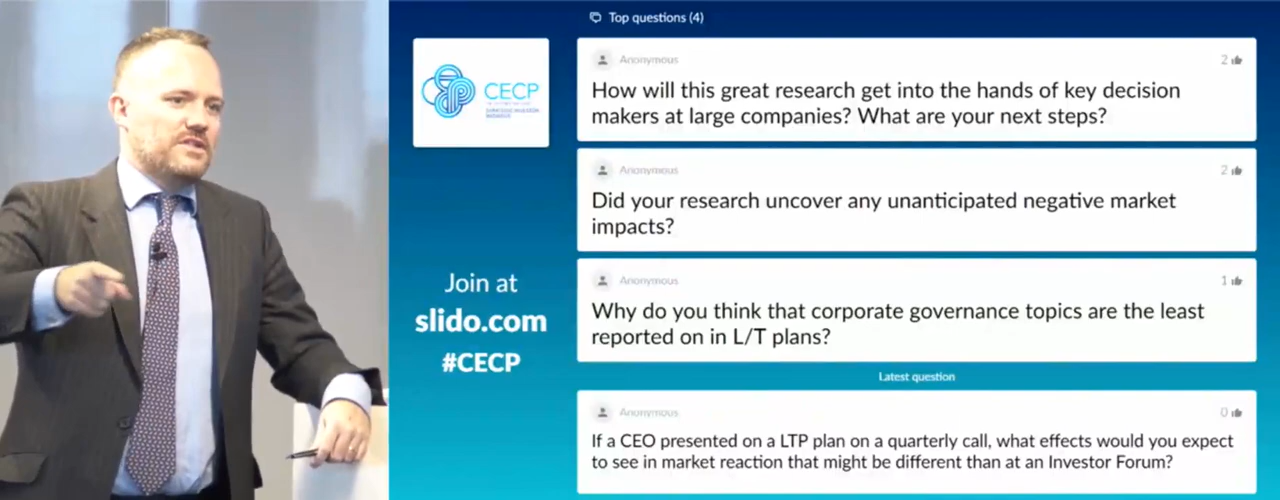 Top questions (4)
CECP
Anonymous
2
How will this great research get into the hands of key decision
makers at large companies? What are your next steps?
Anonymous
2
Did your research uncover any unanticipated negative market
impacts?
Anonymous
1
Why do you think that corporate governance topics are the least
reported on in L/T plans?
Join at
slido.com
#CECP
Latest question
Anonymous
0
If a CEO presented on a LTP plan on a quarterly call, what effects would you expect
to see in market reaction that might be different than at an Investor Forum?